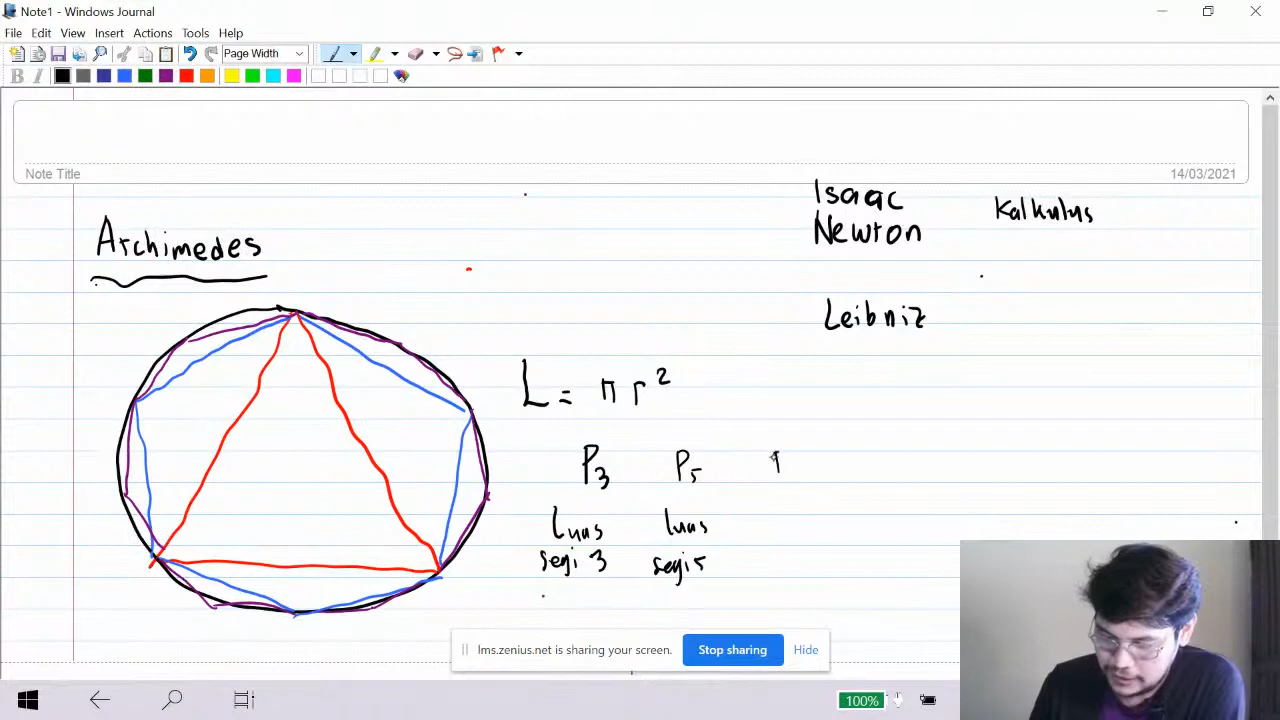 Note1 - Windows Journal
File Edit View Insert Actions Tools Help
Page Width
B I
Note Title
14/03/2021
Isaac
Newton
Kalkulus
Archimedes
Leibniz
L = π r²
P3 P5
Luas Luas
segi 3 segi 5
lms.zenius.net is sharing your screen. Stop sharing Hide
100%